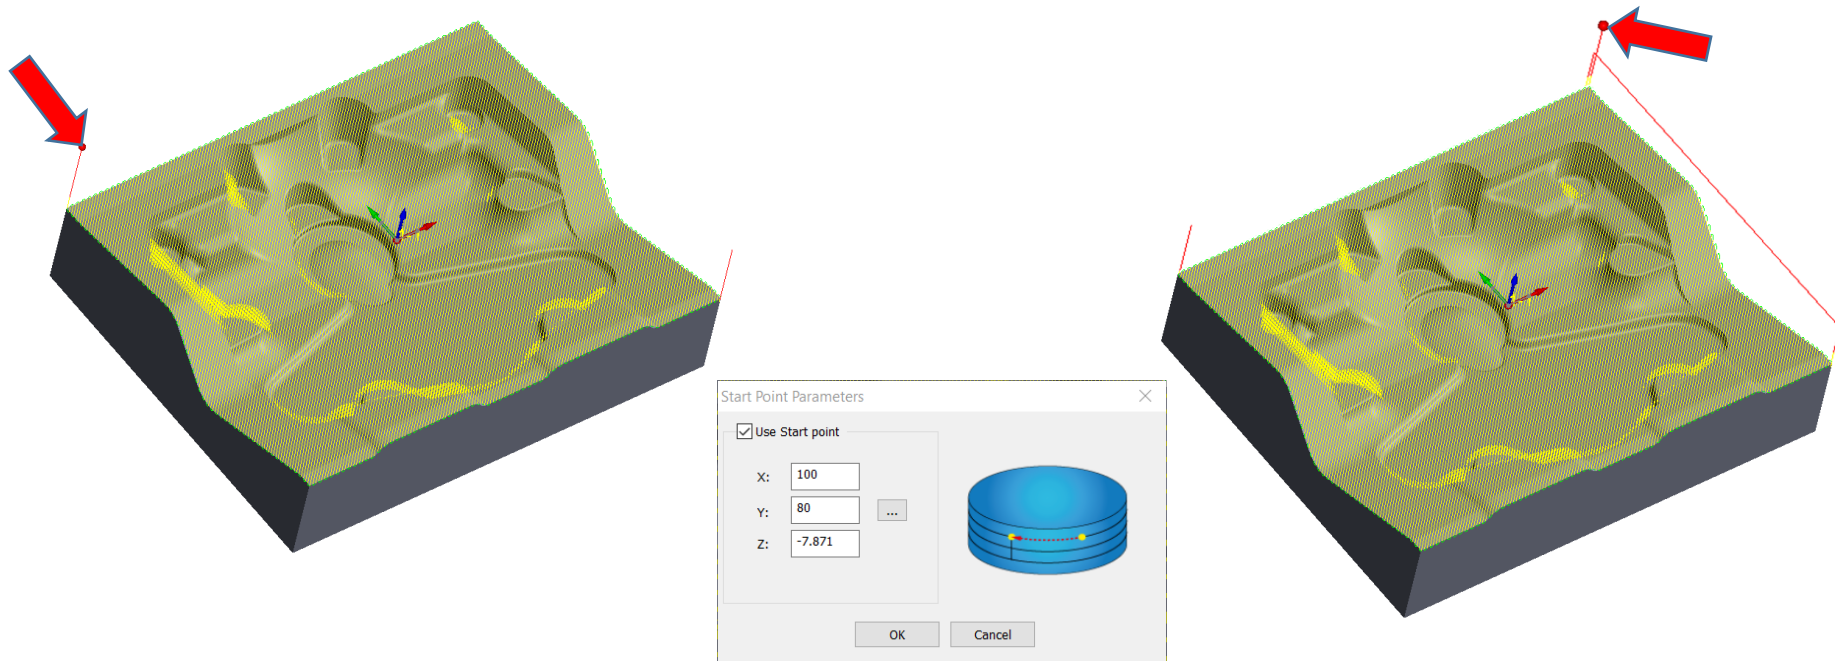 Start Point Parameters
Use Start point
X: 100
Y: 80 ...
Z: -7.871
OK Cancel